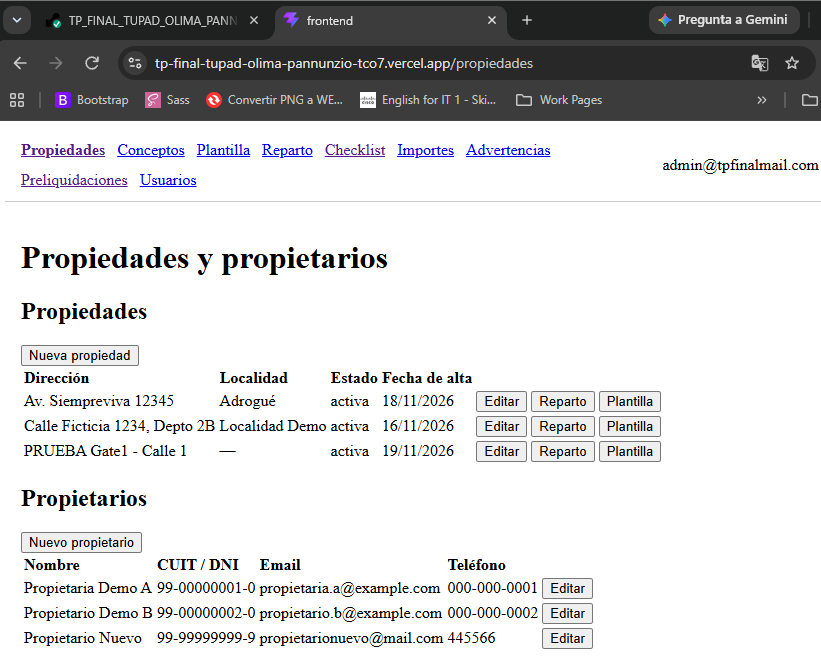 TP_FINAL_TUPAD_OLIMA_PANN
frontend
Pregunta a Gemini
tp-final-tupad-olima-pannunzio-tco7.vercel.app/propiedades
Bootstrap Sass Convertir PNG a WE... English for IT 1 - Ski... Work Pages
Propiedades Conceptos Plantilla Reparto Checklist Importes Advertencias
admin@tpfinalmail.com
Preliquidaciones Usuarios
Propiedades y propietarios
Propiedades
Nueva propiedad
Dirección Localidad Estado Fecha de alta
Av. Siempreviva 12345 Adrogué activa 18/11/2026 Editar Reparto Plantilla
Calle Ficticia 1234, Depto 2B Localidad Demo activa 16/11/2026 Editar Reparto Plantilla
PRUEBA Gate1 - Calle 1 — activa 19/11/2026 Editar Reparto Plantilla
Propietarios
Nuevo propietario
Nombre CUIT / DNI Email Teléfono
Propietaria Demo A 99-00000001-0 propietaria.a@example.com 000-000-0001 Editar
Propietario Demo B 99-00000002-0 propietario.b@example.com 000-000-0002 Editar
Propietario Nuevo 99-99999999-9 propietarionuevo@mail.com 445566 Editar